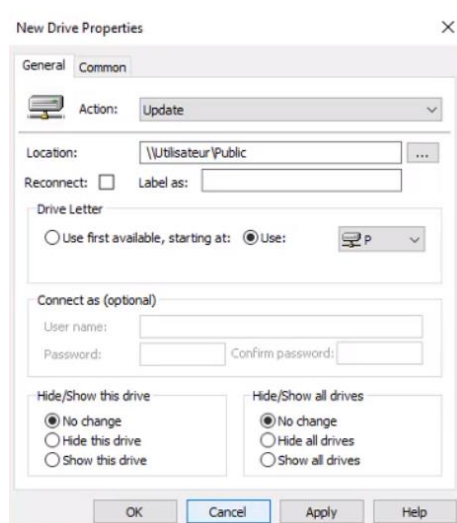 New Drive Properties
General Common
Action: Update
Location: \\Utilisateur\Public ...
Reconnect: Label as:
Drive Letter
Use first available, starting at: Use: P
Connect as (optional)
User name:
Password: Confirm password:
Hide/Show this drive Hide/Show all drives
No change No change
Hide this drive Hide all drives
Show this drive Show all drives
OK Cancel Apply Help